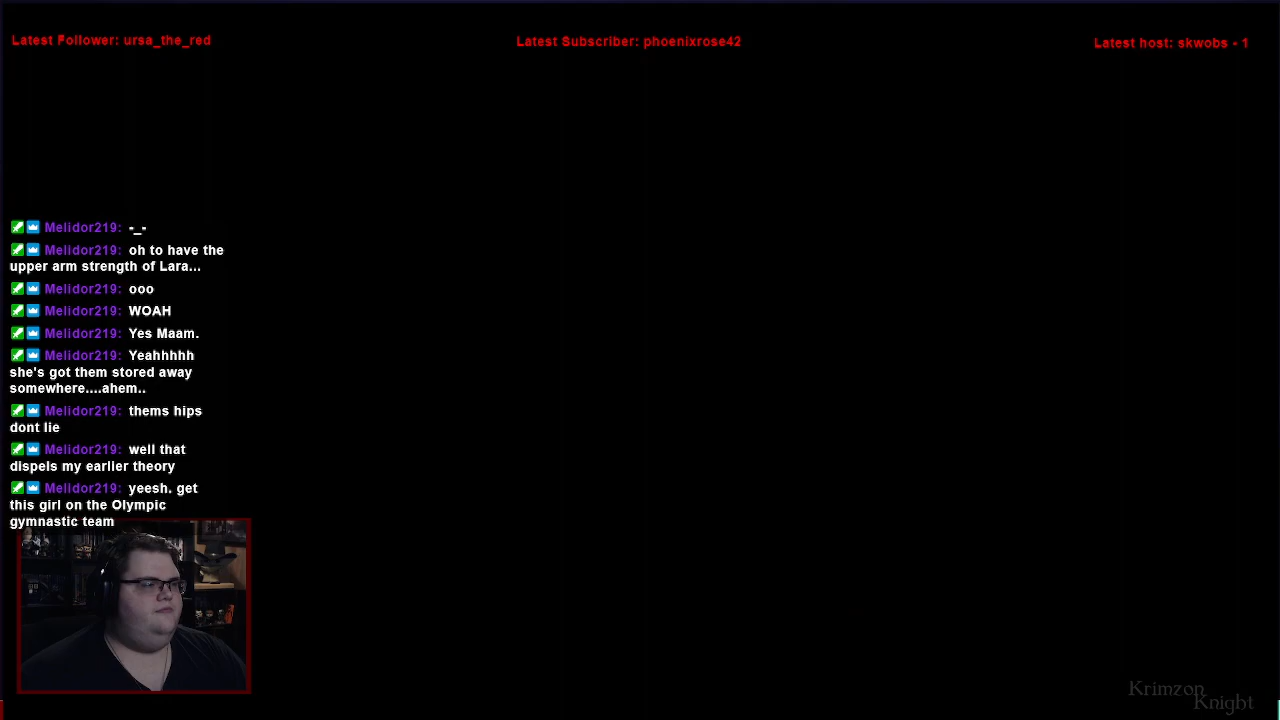 Latest Follower: ursa_the_red
Latest Subscriber: phoenixrose42
Latest host: skwobs - 1
Melidor219: -_-
Melidor219: oh to have the
upper arm strength of Lara...
Melidor219: ooo
Melidor219: WOAH
Melidor219: Yes Maam.
Melidor219: Yeahhhhh
she's got them stored away
somewhere....ahem..
Melidor219: thems hips
dont lie
Melidor219: well that
dispels my earlier theory
Melidor219: yeesh. get
this girl on the Olympic
gymnastic team
Krimzon
Knight